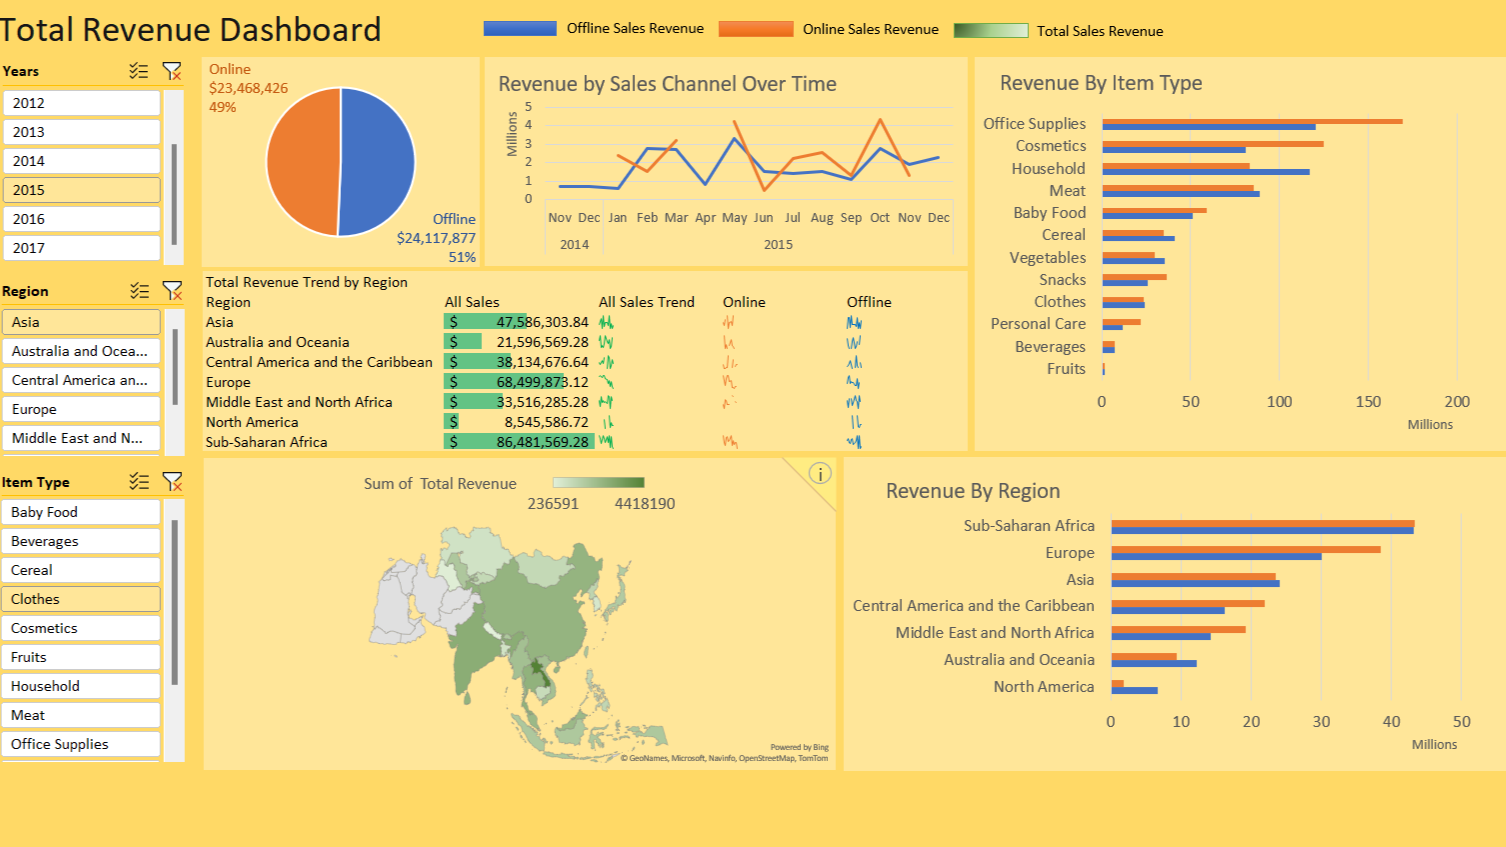 Total Revenue Dashboard
Offline Sales Revenue
Online Sales Revenue
Total Sales Revenue
Years
2012
2013
2014
2015
2016
2017
Region
Asia
Australia and Ocea...
Central America an...
Europe
Middle East and N...
Item Type
Baby Food
Beverages
Cereal
Clothes
Cosmetics
Fruits
Household
Meat
Office Supplies
Online
$23,468,426
49%
Offline
$24,117,877
51%
Revenue by Sales Channel Over Time
Millions
5
4
3
2
1
0
Nov Dec Jan Feb Mar Apr May Jun Jul Aug Sep Oct Nov Dec
2014 2015
Total Revenue Trend by Region
Region All Sales All Sales Trend Online Offline
Asia $ 47,586,303.84
Australia and Oceania $ 21,596,569.28
Central America and the Caribbean $ 38,134,676.64
Europe $ 68,499,873.12
Middle East and North Africa $ 33,516,285.28
North America $ 8,545,586.72
Sub-Saharan Africa $ 86,481,569.28
Revenue By Item Type
Office Supplies
Cosmetics
Household
Meat
Baby Food
Cereal
Vegetables
Snacks
Clothes
Personal Care
Beverages
Fruits
0 50 100 150 200
Millions
Sum of Total Revenue
236591 4418190
Powered by Bing
© GeoNames, Microsoft, Navinfo, OpenStreetMap, TomTom
Revenue By Region
Sub-Saharan Africa
Europe
Asia
Central America and the Caribbean
Middle East and North Africa
Australia and Oceania
North America
0 10 20 30 40 50
Millions